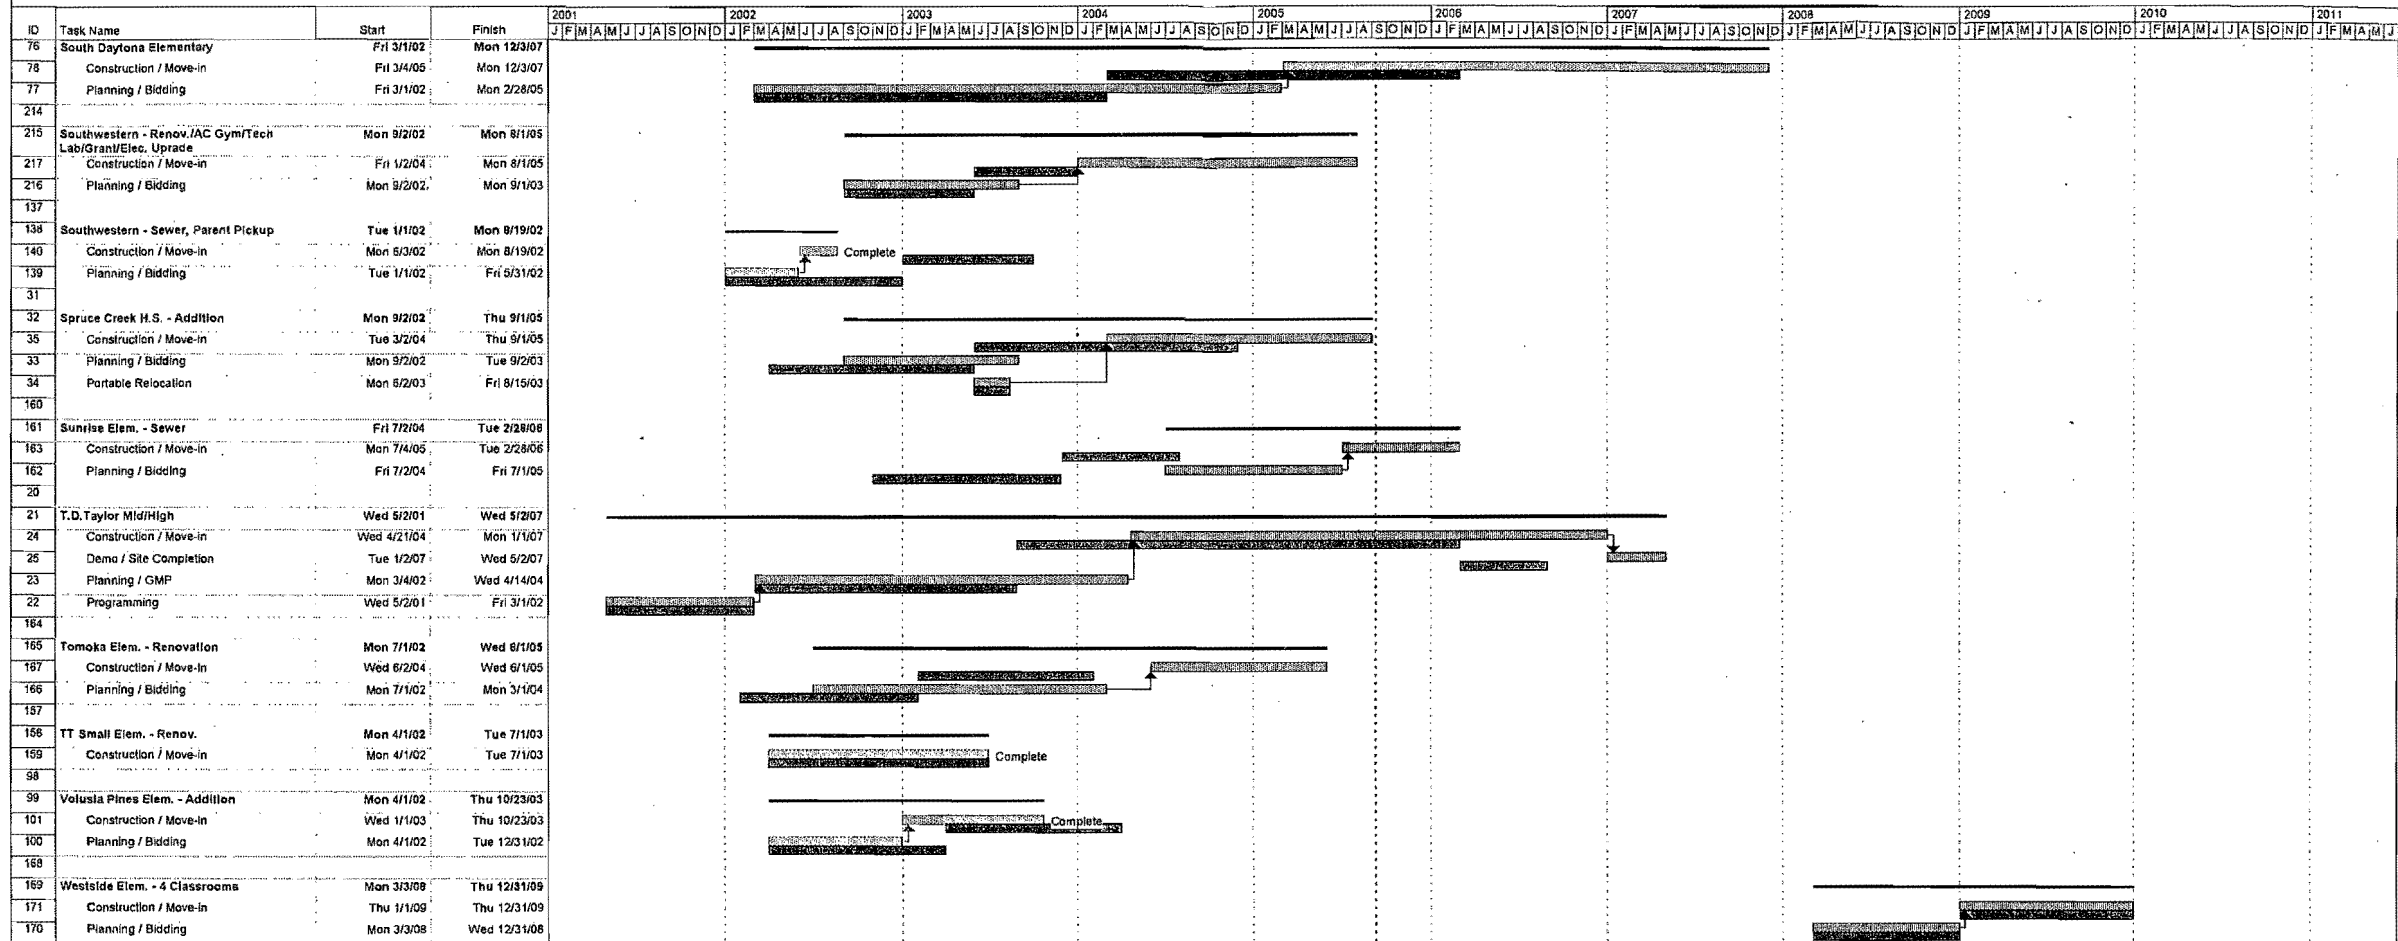 2001 2002 2003 2004 2005 2006 2007 2008 2009 2010 2011
ID Task Name Start Finish J F M A M J J A S O N D J F M A M J J A S O N D J F M A M J J A S O N D J F M A M J J A S O N D J F M A M J J A S O N D J F M A M J J A S O N D J F M A M J J A S O N D J F M A M J J A S O N D J F M A M J J A S O N D J F M A M J J A S O N D J F M A M J
76 South Daytona Elementary Fri 3/1/02 Mon 12/3/07
78 Construction / Move-in Fri 3/4/05 Mon 12/3/07
77 Planning / Bidding Fri 3/1/02 Mon 2/28/05
214
215 Southwestern - Renov./AC Gym/Tech Mon 9/2/02 Mon 8/1/05
Lab/Grant/Elec. Uprade
217 Construction / Move-in Fri 1/2/04 Mon 8/1/05
216 Planning / Bidding Mon 9/2/02 Mon 9/1/03
137
138 Southwestern - Sewer, Parent Pickup Tue 1/1/02 Mon 8/19/02
140 Construction / Move-in Mon 6/3/02 Mon 8/19/02 Complete
139 Planning / Bidding Tue 1/1/02 Fri 5/31/02
31
32 Spruce Creek H.S. - Addition Mon 9/2/02 Thu 9/1/05
35 Construction / Move-in Tue 3/2/04 Thu 9/1/05
33 Planning / Bidding Mon 9/2/02 Tue 9/2/03
34 Portable Relocation Mon 6/2/03 Fri 8/15/03
160
161 Sunrise Elem. - Sewer Fri 7/2/04 Tue 2/28/06
163 Construction / Move-in Mon 7/4/05 Tue 2/28/06
162 Planning / Bidding Fri 7/2/04 Fri 7/1/05
20
21 T.D.Taylor Mid/High Wed 5/2/01 Wed 5/2/07
24 Construction / Move-in Wed 4/21/04 Mon 1/1/07
25 Demo / Site Completion Tue 1/2/07 Wed 5/2/07
23 Planning / GMP Mon 3/4/02 Wed 4/14/04
22 Programming Wed 5/2/01 Fri 3/1/02
164
165 Tomoka Elem. - Renovation Mon 7/1/02 Wed 6/1/05
167 Construction / Move-in Wed 6/2/04 Wed 6/1/05
166 Planning / Bidding Mon 7/1/02 Mon 3/1/04
157
158 TT Small Elem. - Renov. Mon 4/1/02 Tue 7/1/03
159 Construction / Move-in Mon 4/1/02 Tue 7/1/03 Complete
98
99 Volusia Pines Elem. - Addition Mon 4/1/02 Thu 10/23/03
101 Construction / Move-in Wed 1/1/03 Thu 10/23/03 Complete
100 Planning / Bidding Mon 4/1/02 Tue 12/31/02
168
169 Westside Elem. - 4 Classrooms Mon 3/3/08 Thu 12/31/09
171 Construction / Move-in Thu 1/1/09 Thu 12/31/09
170 Planning / Bidding Mon 3/3/08 Wed 12/31/08